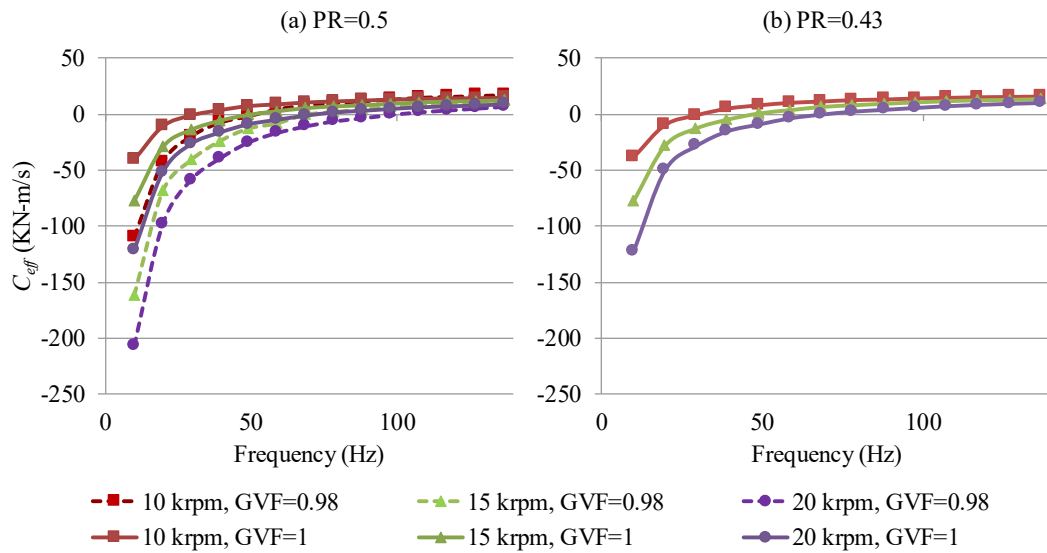 (a) PR=0.5 (b) PR=0.43
50 50
0 0
-50 -50
-100 -100
-150 -150
-200 -200
-250 -250
C_eff (KN-m/s)
0 50 100 0 50 100
Frequency (Hz) Frequency (Hz)
10 krpm, GVF=0.98 15 krpm, GVF=0.98 20 krpm, GVF=0.98
10 krpm, GVF=1 15 krpm, GVF=1 20 krpm, GVF=1